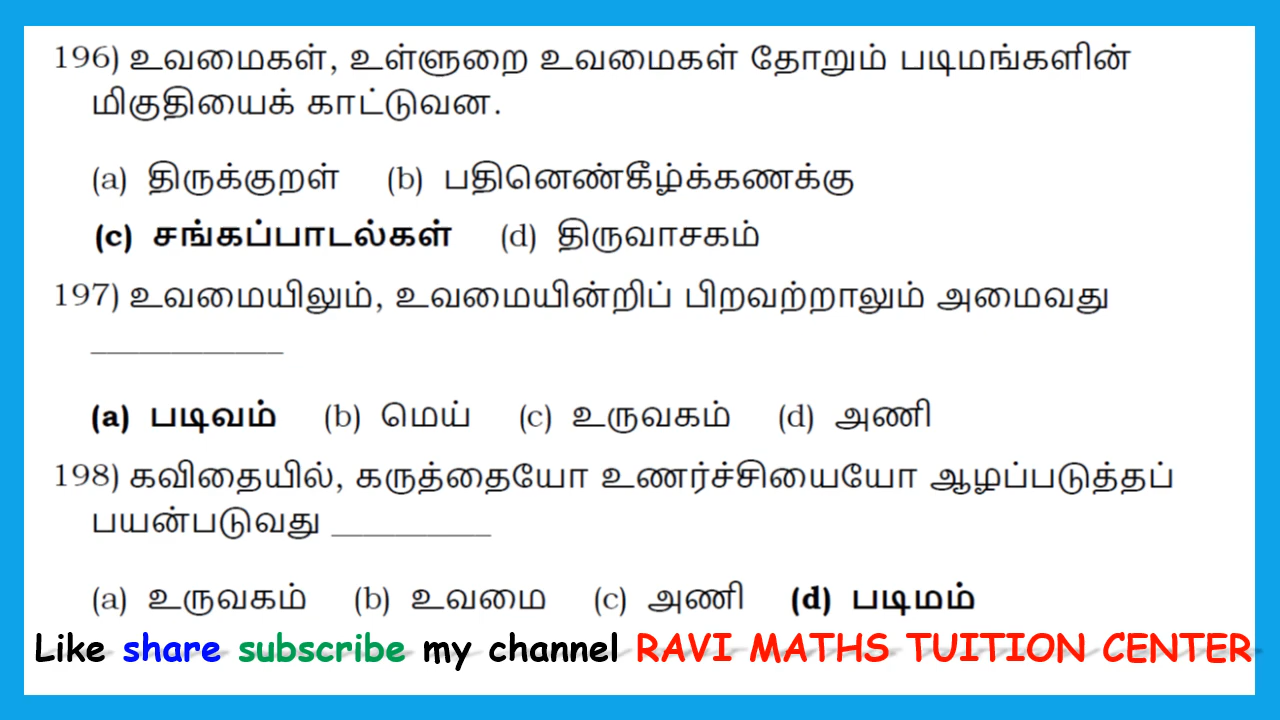 196) உவமைகள், உள்ளுறை உவமைகள் தோறும் படிமங்களின்
மிகுதியைக் காட்டுவன.
(a) திருக்குறள் (b) பதினெண்கீழ்க்கணக்கு
(c) சங்கப்பாடல்கள் (d) திருவாசகம்
197) உவமையிலும், உவமையின்றிப் பிறவற்றாலும் அமைவது
____________
(a) படிவம் (b) மெய் (c) உருவகம் (d) அணி
198) கவிதையில், கருத்தையோ உணர்ச்சியையோ ஆழப்படுத்தப்
பயன்படுவது __________
(a) உருவகம் (b) உவமை (c) அணி (d) படிமம்
Like share subscribe my channel RAVI MATHS TUITION CENTER